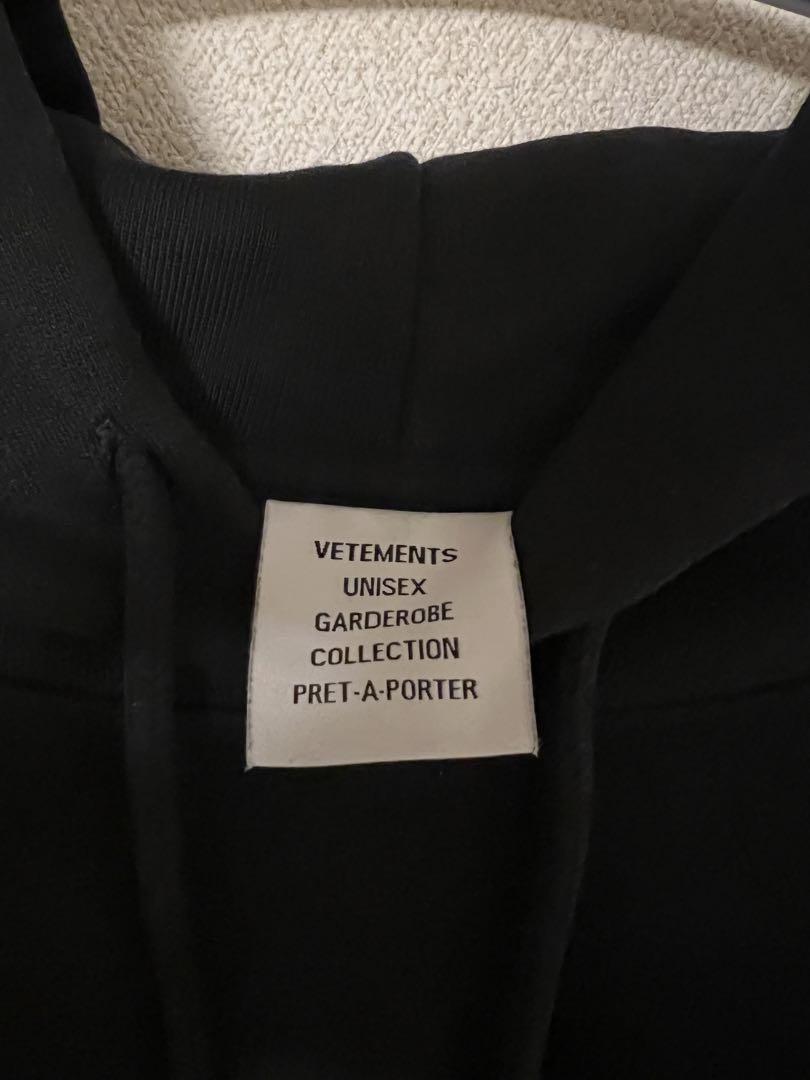 VETEMENTS
UNISEX
GARDEROBE
COLLECTION
PRET-A-PORTER